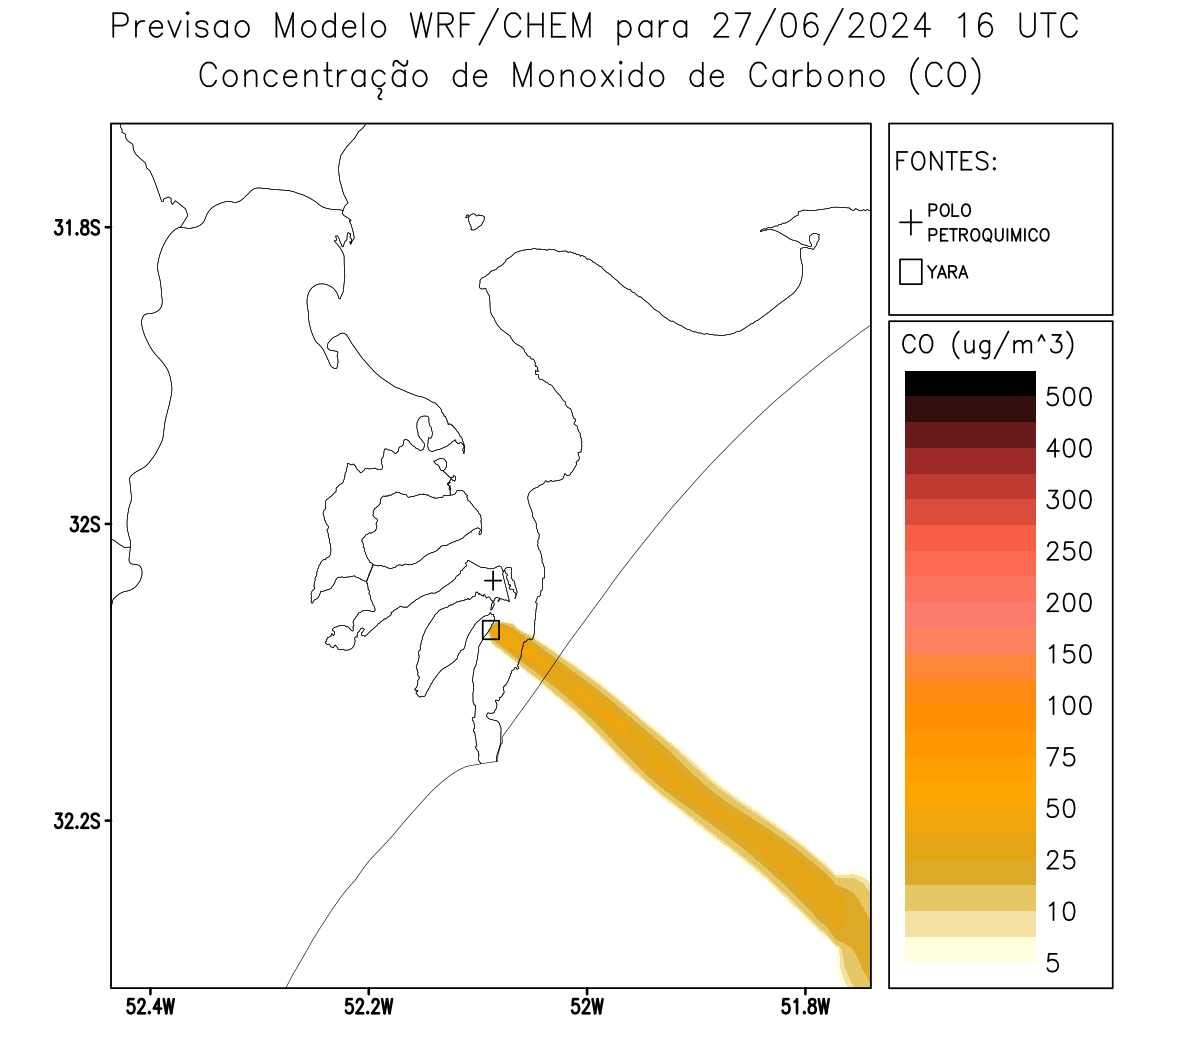 Previsao Modelo WRF/CHEM para 27/06/2024 16 UTC
Concentração de Monoxido de Carbono (CO)
FONTES:
POLO
PETROQUIMICO
YARA
CO (ug/m^3)
500
400
300
250
200
150
100
75
50
25
10
5
31.8S
32S
32.2S
52.4W
52.2W
52W
51.8W